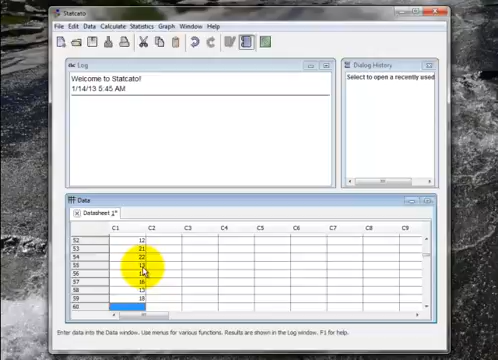 Statcato
File Edit Data Calculate Statistics Graph Window Help
Log
Dialog History
Welcome to Statcato!
1/14/13 5:45 AM
Select to open a recently used
Data
Datasheet 1*
C1 C2 C3 C4 C5 C6 C7 C8 C9
52 12
53 21
54 22
55
56
57 16
58 13
59 18
60
Enter data into the Data window. Use menus for various functions. Results are shown in the Log window. F1 for help.